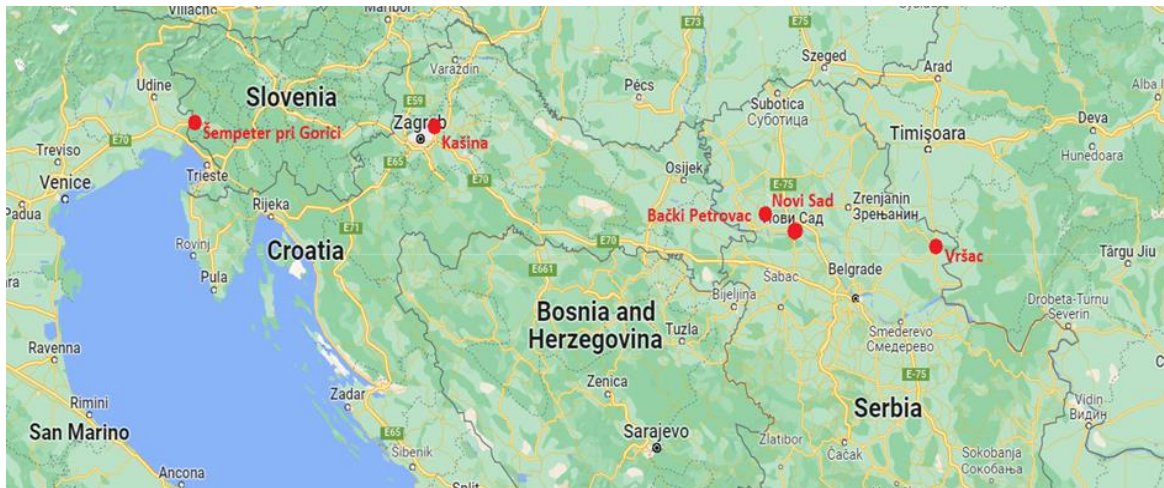 Villacho
Maribor
E75
E73
Szeged
Arad
Varaždin
Pécs
Udine
Slovenia
E59
Subotica
Суботица
Alba I
Šempeter pri Gorici
Zagreb
Kašina
Timișoara
Deva
Hunedoara
Treviso
E70
Trieste
E65
E70
Osijek
E-75
Zrenjanin
Зрењанин
Venice
Padua
Rijeka
Novi Sad
Bački Petrovac
Нови Сад
Rovinj
Croatia
E71
E70
Vršac
Târgu Jiu
Pula
E661
Šabac
Belgrade
Bijeljina
Bosnia and
Herzegovina
Drobeta-Turnu
Severin
Tuzla
Smederevo
Смедерево
Ravenna
E-75
Zenica
Zadar
Rimini
Serbia
Vidin
Видин
San Marino
Sarajevo
E65
Zlatibor
Šibenik
Čačak
Sokobanja
Сокобања
Ancona
Split